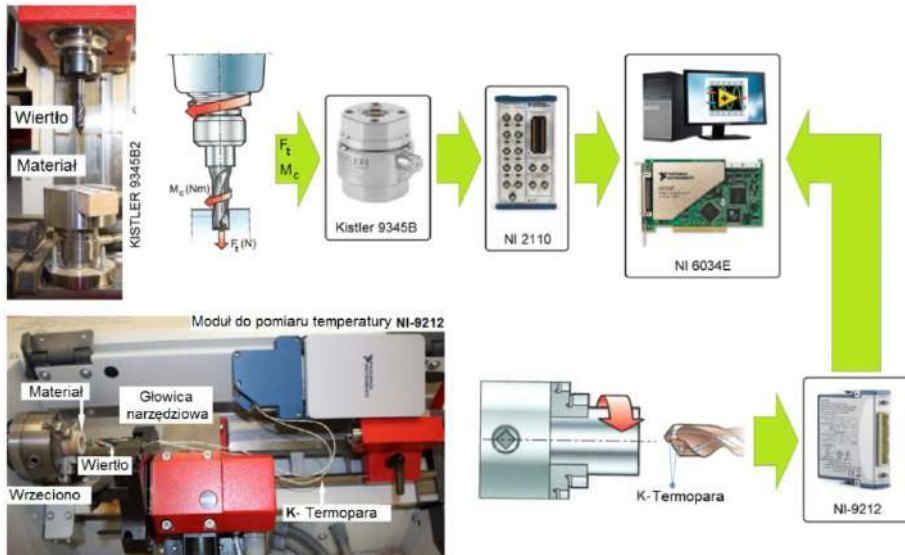 Wiertło
Materiał
KISTLER 9345B2
Mc (Nm)
Ft (N)
Ft
Mc
Kistler 9345B
NI 2110
NI 6034E
Moduł do pomiaru temperatury NI-9212
Materiał
Głowica
narzędziowa
Wiertło
Wrzeciono
K- Termopara
K- Termopara
NI-9212